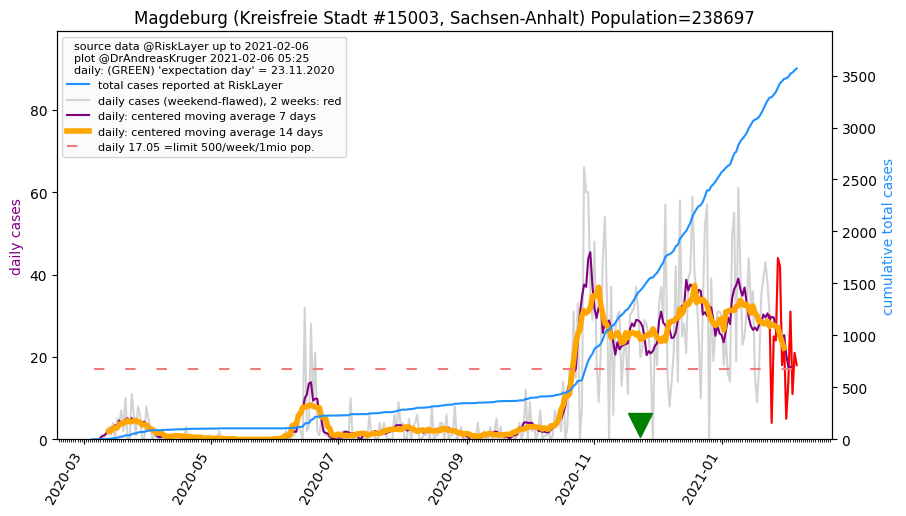 Magdeburg (Kreisfreie Stadt #15003, Sachsen-Anhalt) Population=238697
source data @RiskLayer up to 2021-02-06
plot @DrAndreasKruger 2021-02-06 05:25
daily: (GREEN) 'expectation day' = 23.11.2020
total cases reported at RiskLayer
daily cases (weekend-flawed), 2 weeks: red
daily: centered moving average 7 days
daily: centered moving average 14 days
daily 17.05 =limit 500/week/1mio pop.
daily cases
80
60
40
20
0
cumulative total cases
3500
3000
2500
2000
1500
1000
500
0
2020-03
2020-05
2020-07
2020-09
2020-11
2021-01